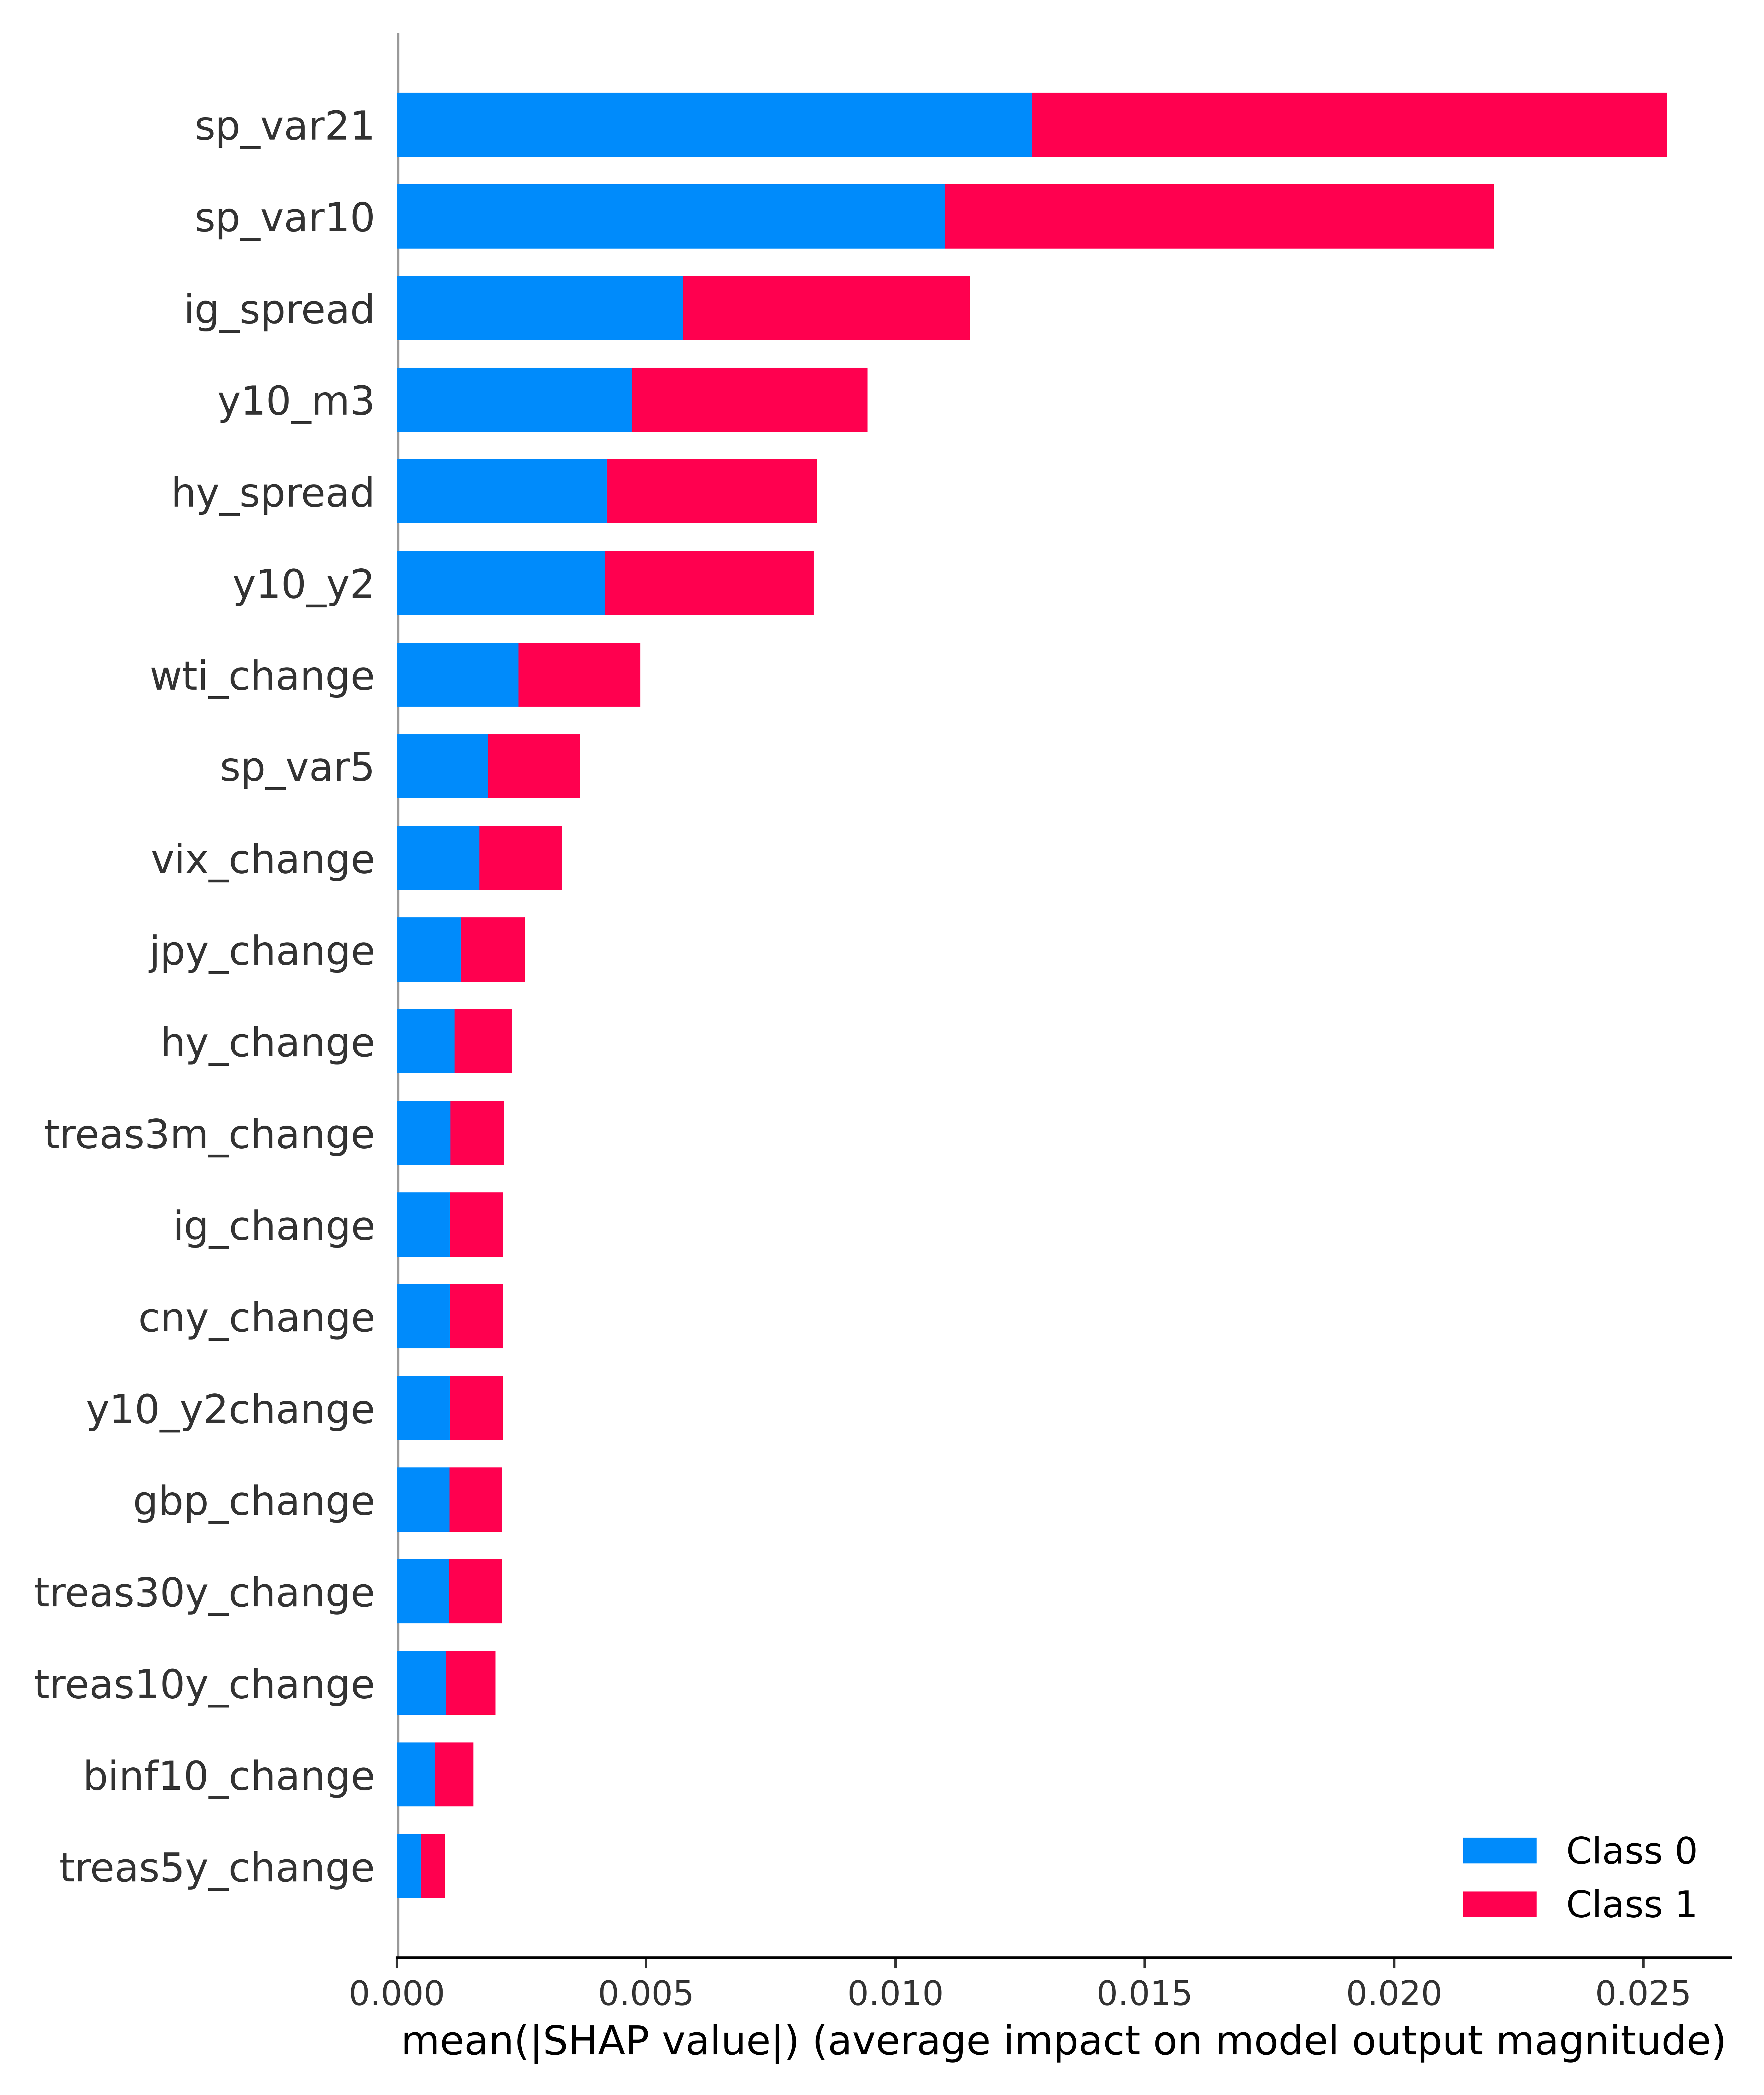 sp_var21
sp_var10
ig_spread
y10_m3
hy_spread
y10_y2
wti_change
sp_var5
vix_change
jpy_change
hy_change
treas3m_change
ig_change
cny_change
y10_y2change
gbp_change
treas30y_change
treas10y_change
binf10_change
treas5y_change
Class 0
Class 1
0.000 0.005 0.010 0.015 0.020 0.025
mean(|SHAP value|) (average impact on model output magnitude)